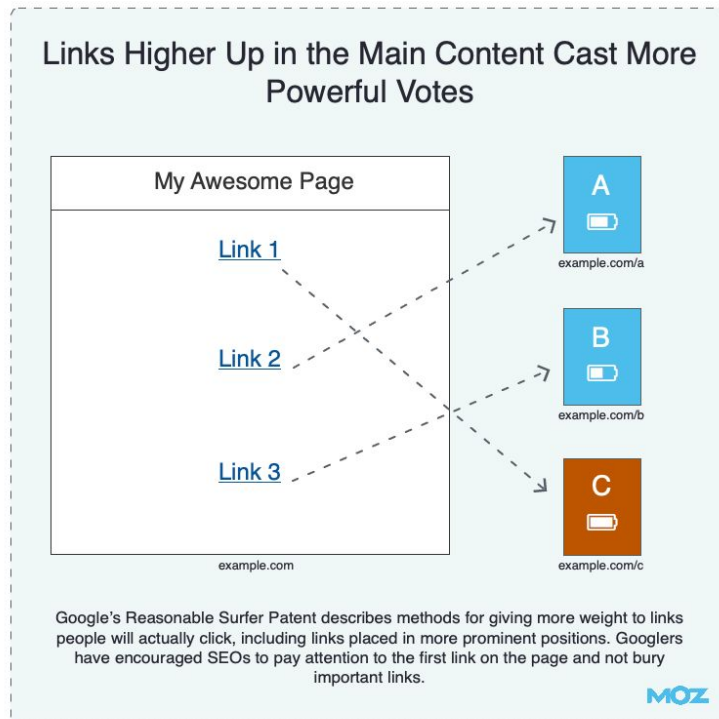 Links Higher Up in the Main Content Cast More
Powerful Votes
My Awesome Page
Link 1
Link 2
Link 3
example.com
A
example.com/a
B
example.com/b
C
example.com/c
Google's Reasonable Surfer Patent describes methods for giving more weight to links
people will actually click, including links placed in more prominent positions. Googlers
have encouraged SEOs to pay attention to the first link on the page and not bury
important links.
MOZ